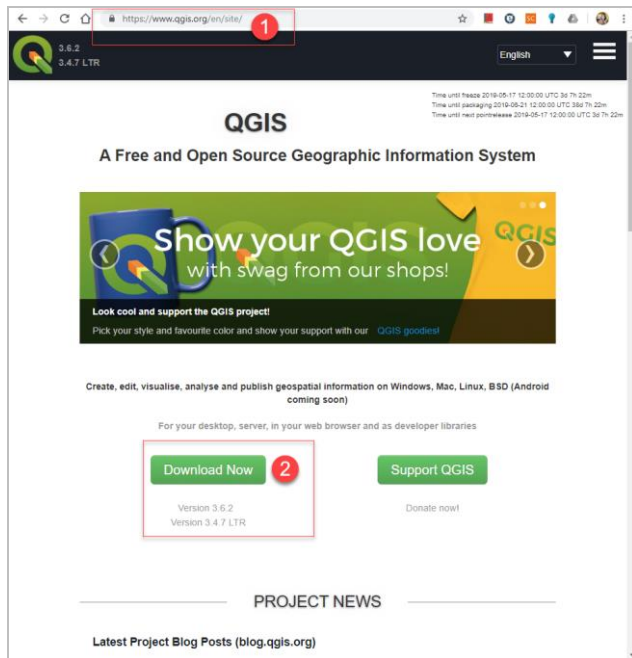 https://www.qgis.org/en/site/
1
3.6.2
3.4.7 LTR
English
Time until freeze 2019-05-17 12:00:00 UTC 3d 7h 22m
Time until packaging 2019-06-21 12:00:00 UTC 38d 7h 22m
Time until next pointrelease 2019-05-17 12:00:00 UTC 3d 7h 22m
QGIS
A Free and Open Source Geographic Information System
Show your QGIS love
with swag from our shops!
QGIS
Look cool and support the QGIS project!
Pick your style and favourite color and show your support with our QGIS goodies!
Create, edit, visualise, analyse and publish geospatial information on Windows, Mac, Linux, BSD (Android
coming soon)
For your desktop, server, in your web browser and as developer libraries
Download Now
2
Support QGIS
Version 3.6.2
Version 3.4.7 LTR
Donate now!
PROJECT NEWS
Latest Project Blog Posts (blog.qgis.org)